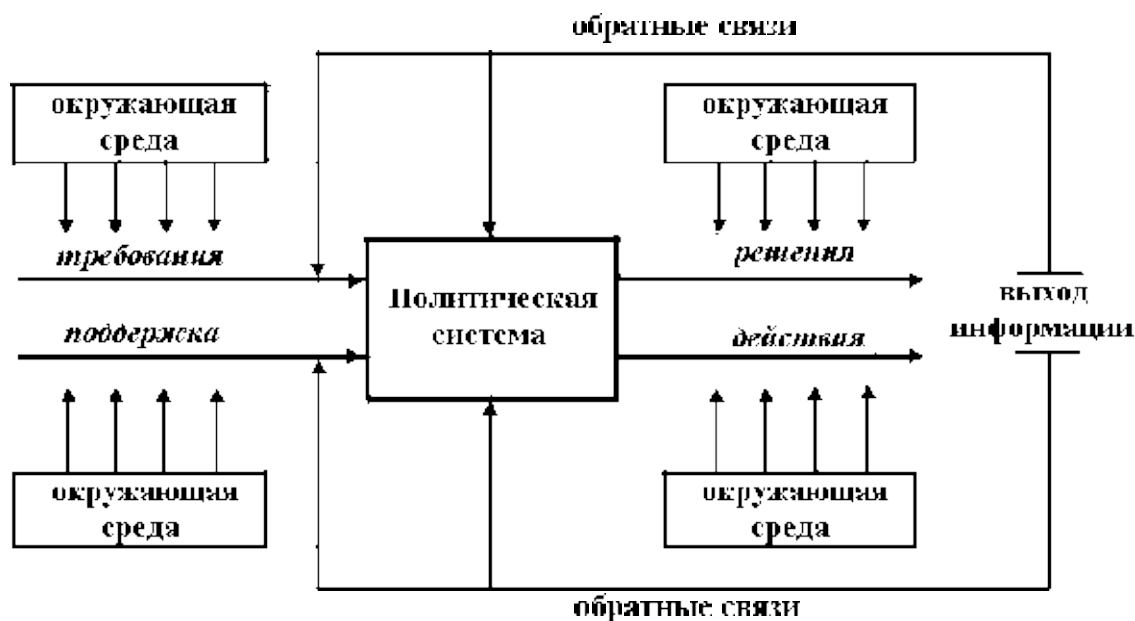 обратные связи
окружающая
среда
окружающая
среда
требования
решения
Политическая
система
выход
информации
поддержка
действия
окружающая
среда
окружающая
среда
обратные связи